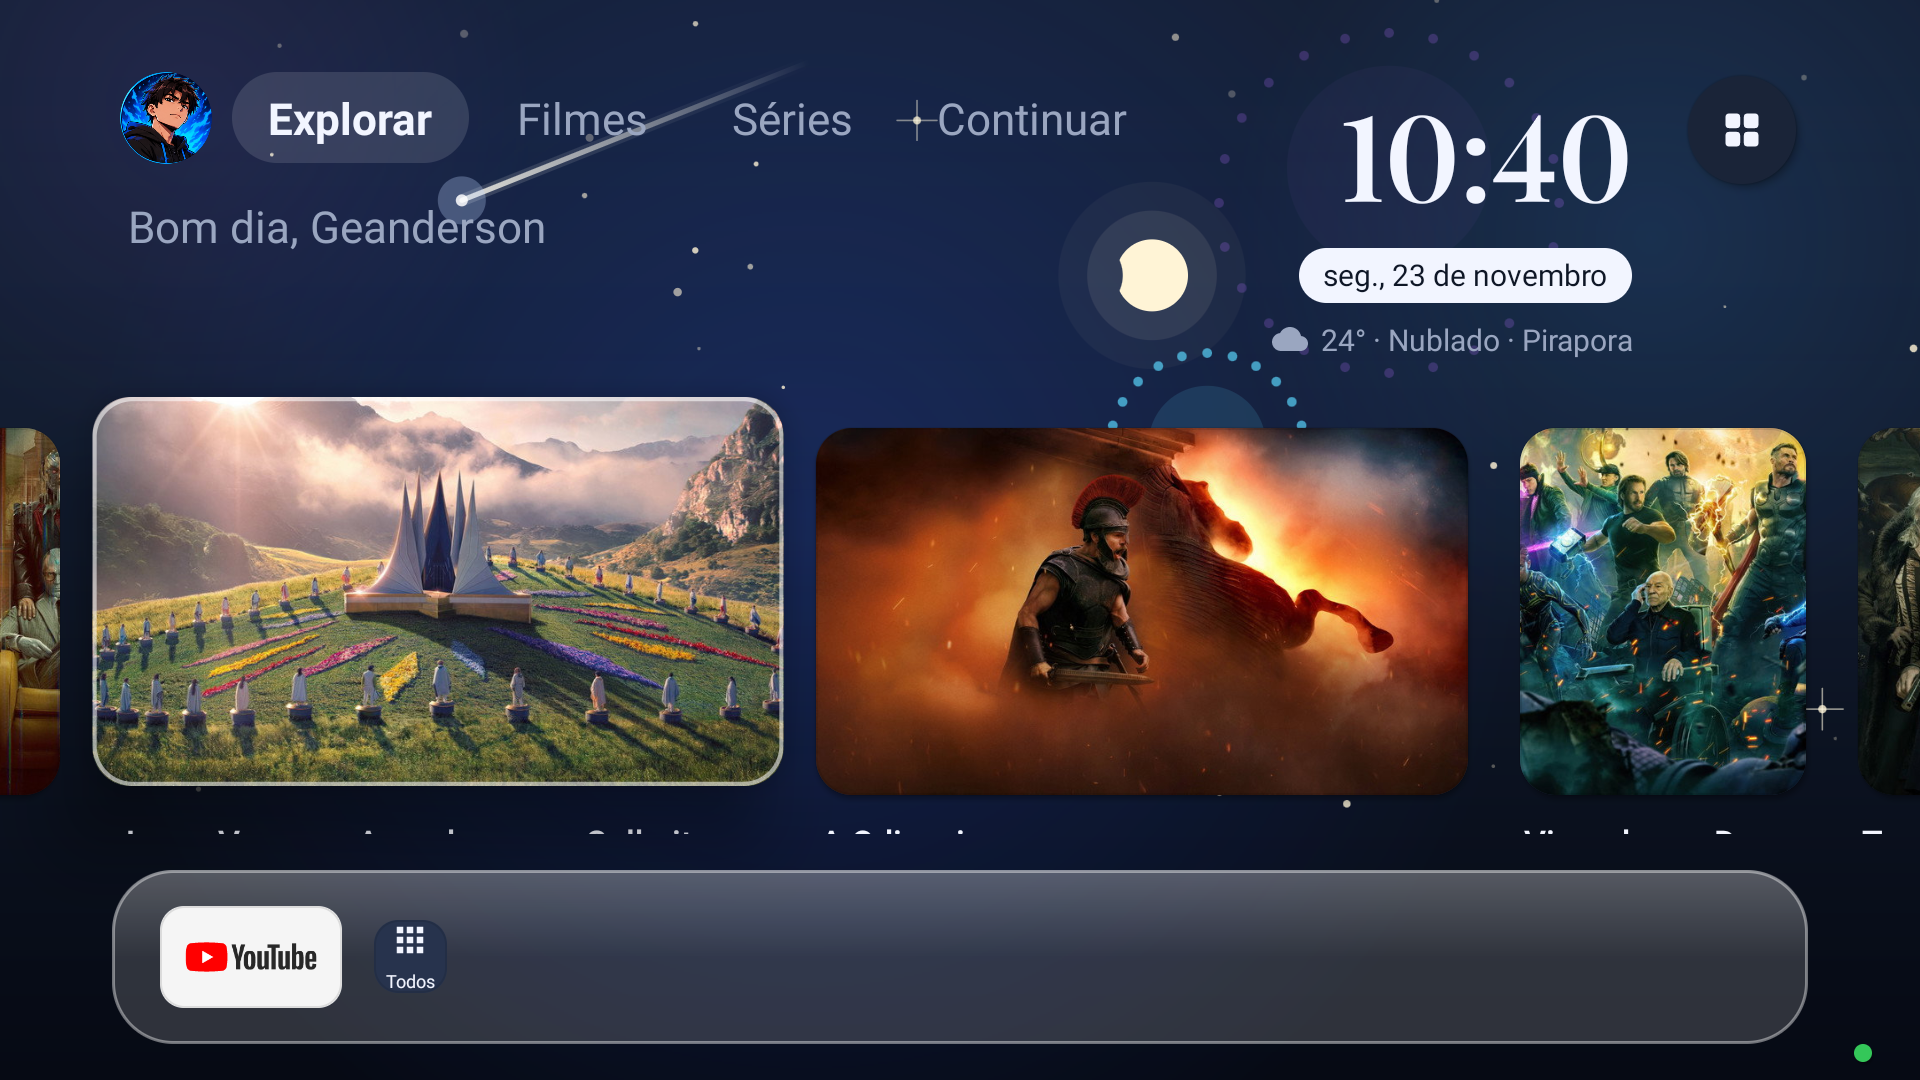 Explorar
Filmes
Séries
Continuar
10:40
Bom dia, Geanderson
seg., 23 de novembro
24° · Nublado · Pirapora
YouTube
Todos